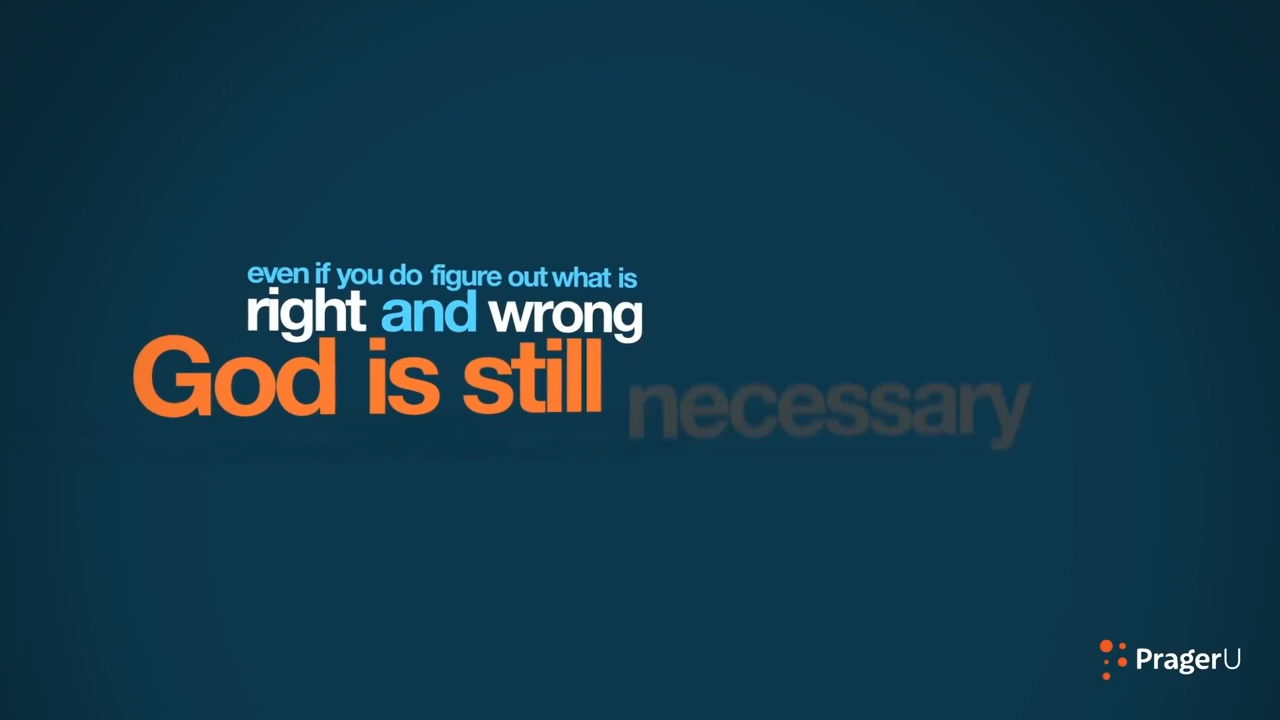 even if you do figure out what is
right and wrong
God is still necessary
PragerU